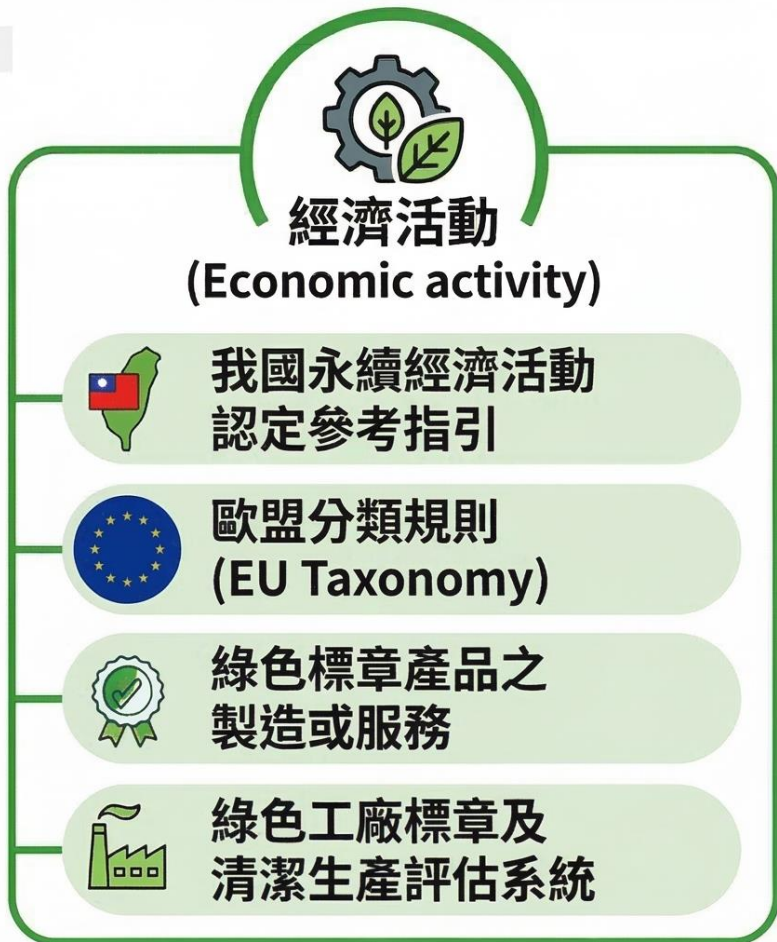 經濟活動
(Economic activity)
我國永續經濟活動
認定參考指引
歐盟分類規則
(EU Taxonomy)
綠色標章產品之
製造或服務
綠色工廠標章及
清潔生產評估系統